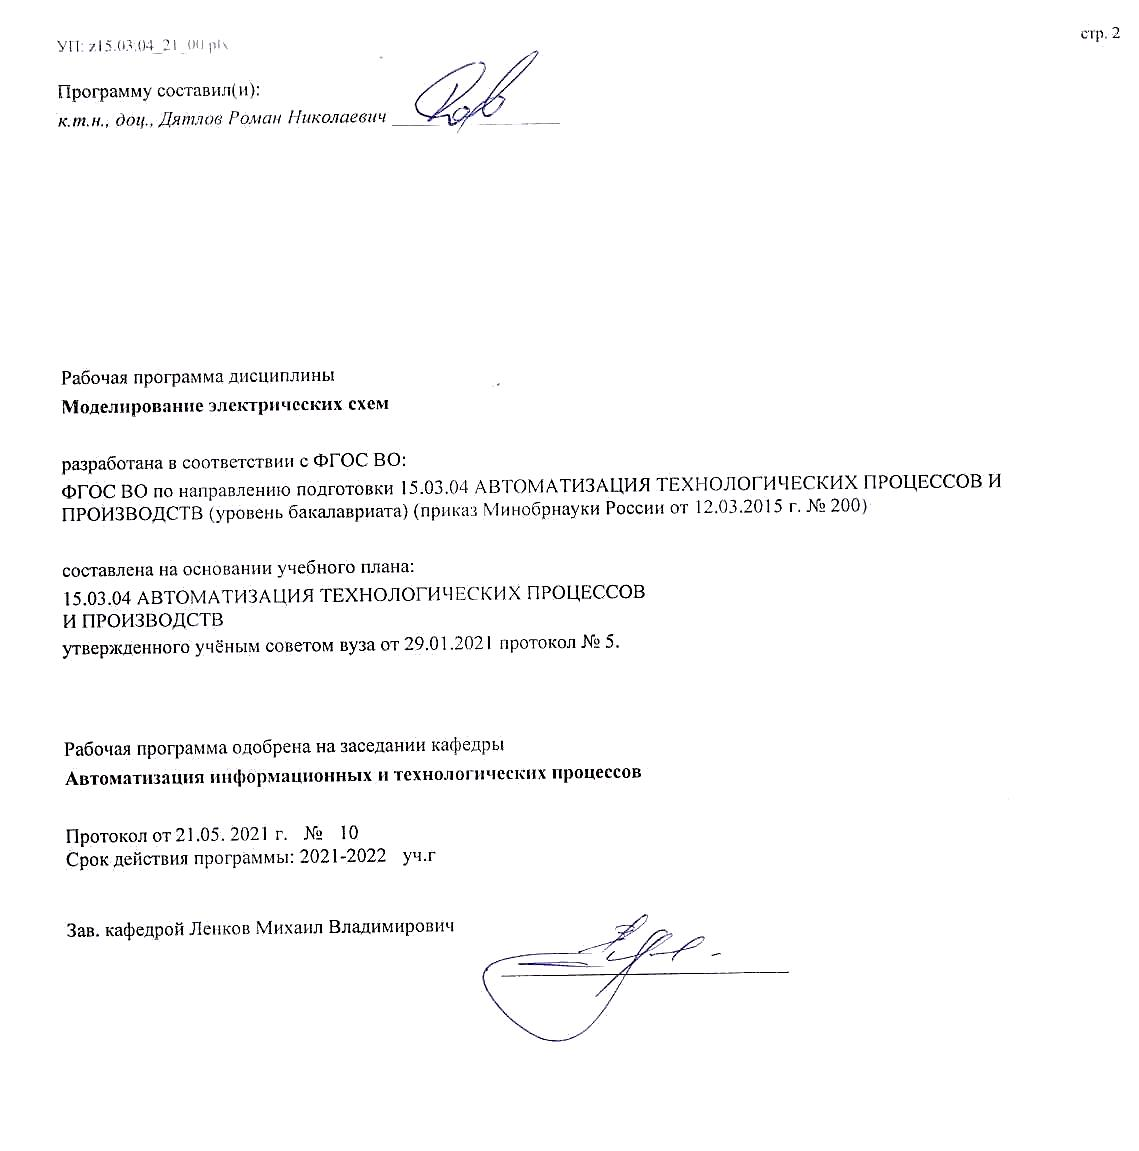 УП: z15.03.04_21_00.plx
стр. 2
Программу составил(и):
к.т.н., доц., Дятлов Роман Николаевич
Рабочая программа дисциплины
Моделирование электрических схем
разработана в соответствии с ФГОС ВО:
ФГОС ВО по направлению подготовки 15.03.04 АВТОМАТИЗАЦИЯ ТЕХНОЛОГИЧЕСКИХ ПРОЦЕССОВ И
ПРОИЗВОДСТВ (уровень бакалавриата) (приказ Минобрнауки России от 12.03.2015 г. № 200)
составлена на основании учебного плана:
15.03.04 АВТОМАТИЗАЦИЯ ТЕХНОЛОГИЧЕСКИХ ПРОЦЕССОВ
И ПРОИЗВОДСТВ
утвержденного учёным советом вуза от 29.01.2021 протокол № 5.
Рабочая программа одобрена на заседании кафедры
Автоматизация информационных и технологических процессов
Протокол от 21.05. 2021 г. № 10
Срок действия программы: 2021-2022 уч.г
Зав. кафедрой Ленков Михаил Владимирович